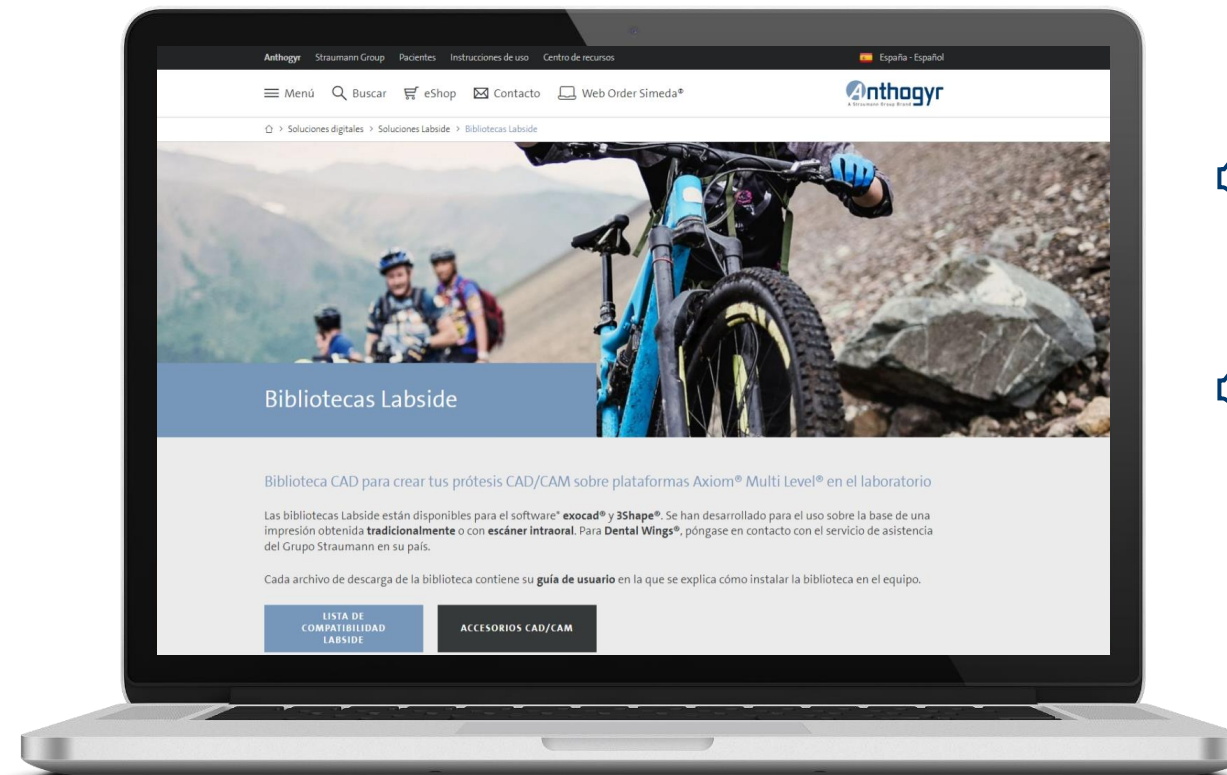 Anthogyr Straumann Group Pacientes Instrucciones de uso Centro de recursos España - Español
Menú Buscar eShop Contacto Web Order Simeda®
Anthogyr
A Straumann Group Brand
> Soluciones digitales > Soluciones Labside > Bibliotecas Labside
Bibliotecas Labside
Biblioteca CAD para crear tus prótesis CAD/CAM sobre plataformas Axiom® Multi Level® en el laboratorio
Las bibliotecas Labside están disponibles para el software* exocad® y 3Shape®. Se han desarrollado para el uso sobre la base de una
impresión obtenida tradicionalmente o con escáner intraoral. Para Dental Wings®, póngase en contacto con el servicio de asistencia
del Grupo Straumann en su país.
Cada archivo de descarga de la biblioteca contiene su guía de usuario en la que se explica cómo instalar la biblioteca en el equipo.
LISTA DE
COMPATIBILIDAD
LABSIDE
ACCESORIOS CAD/CAM